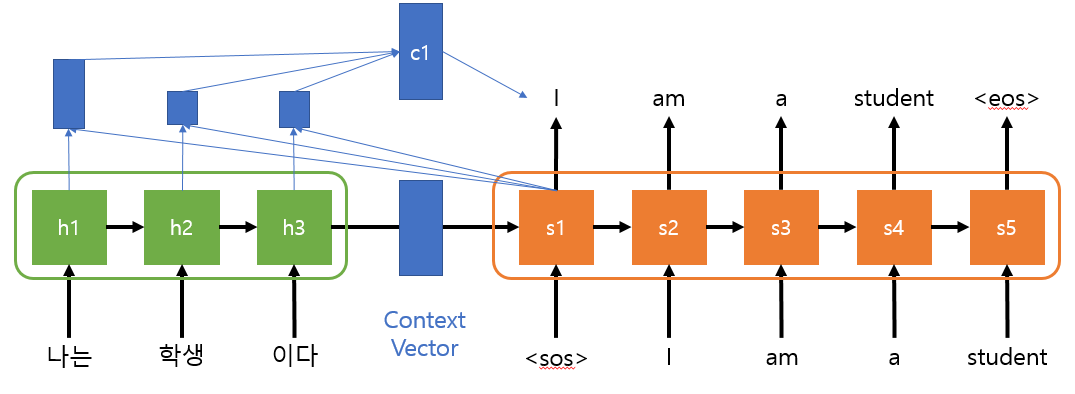 c1
I am a student <eos>
h1 h2 h3 s1 s2 s3 s4 s5
Context
Vector
나는 학생 이다 <sos> I am a student